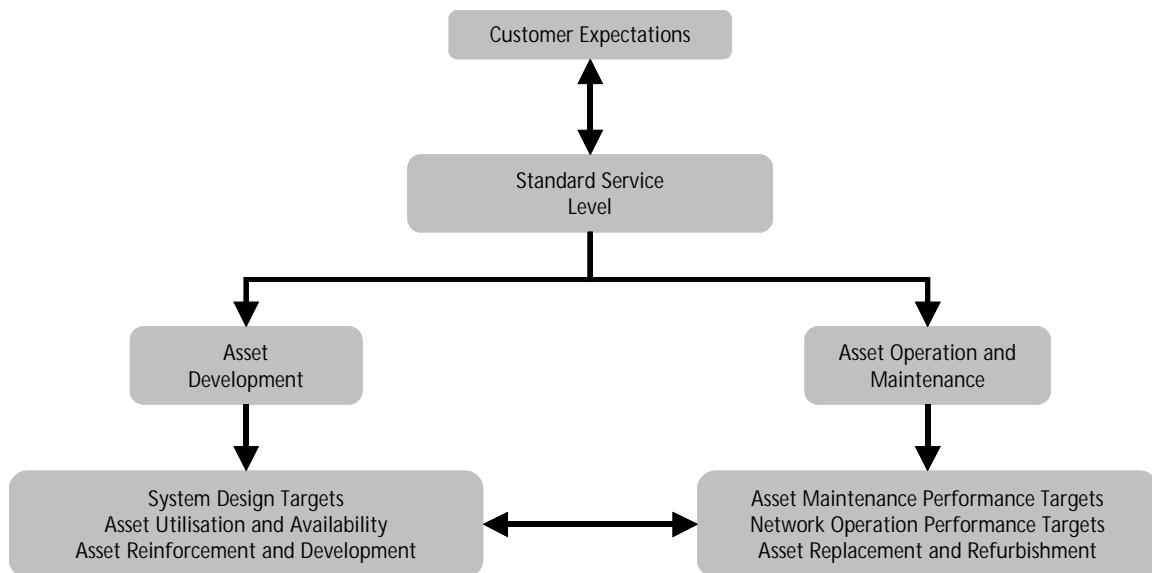 Customer Expectations
Standard Service
Level
Asset
Development
Asset Operation and
Maintenance
System Design Targets
Asset Utilisation and Availability
Asset Reinforcement and Development
Asset Maintenance Performance Targets
Network Operation Performance Targets
Asset Replacement and Refurbishment